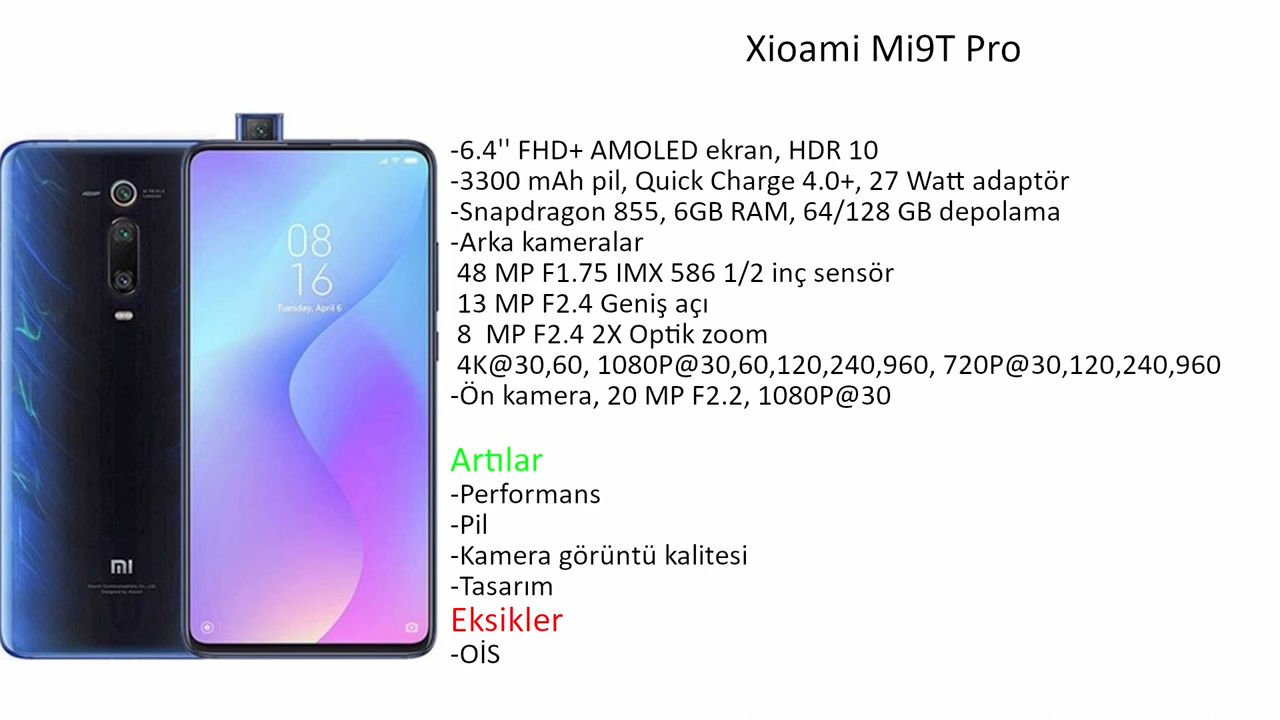 Xioami Mi9T Pro
08
16
Tuesday, April 6
-6.4'' FHD+ AMOLED ekran, HDR 10
-3300 mAh pil, Quick Charge 4.0+, 27 Watt adaptör
-Snapdragon 855, 6GB RAM, 64/128 GB depolama
-Arka kameralar
48 MP F1.75 IMX 586 1/2 inç sensör
13 MP F2.4 Geniş açı
8  MP F2.4 2X Optik zoom
4K@30,60, 1080P@30,60,120,240,960, 720P@30,120,240,960
-Ön kamera, 20 MP F2.2, 1080P@30
Artılar
-Performans
-Pil
-Kamera görüntü kalitesi
-Tasarım
Eksikler
-OİS